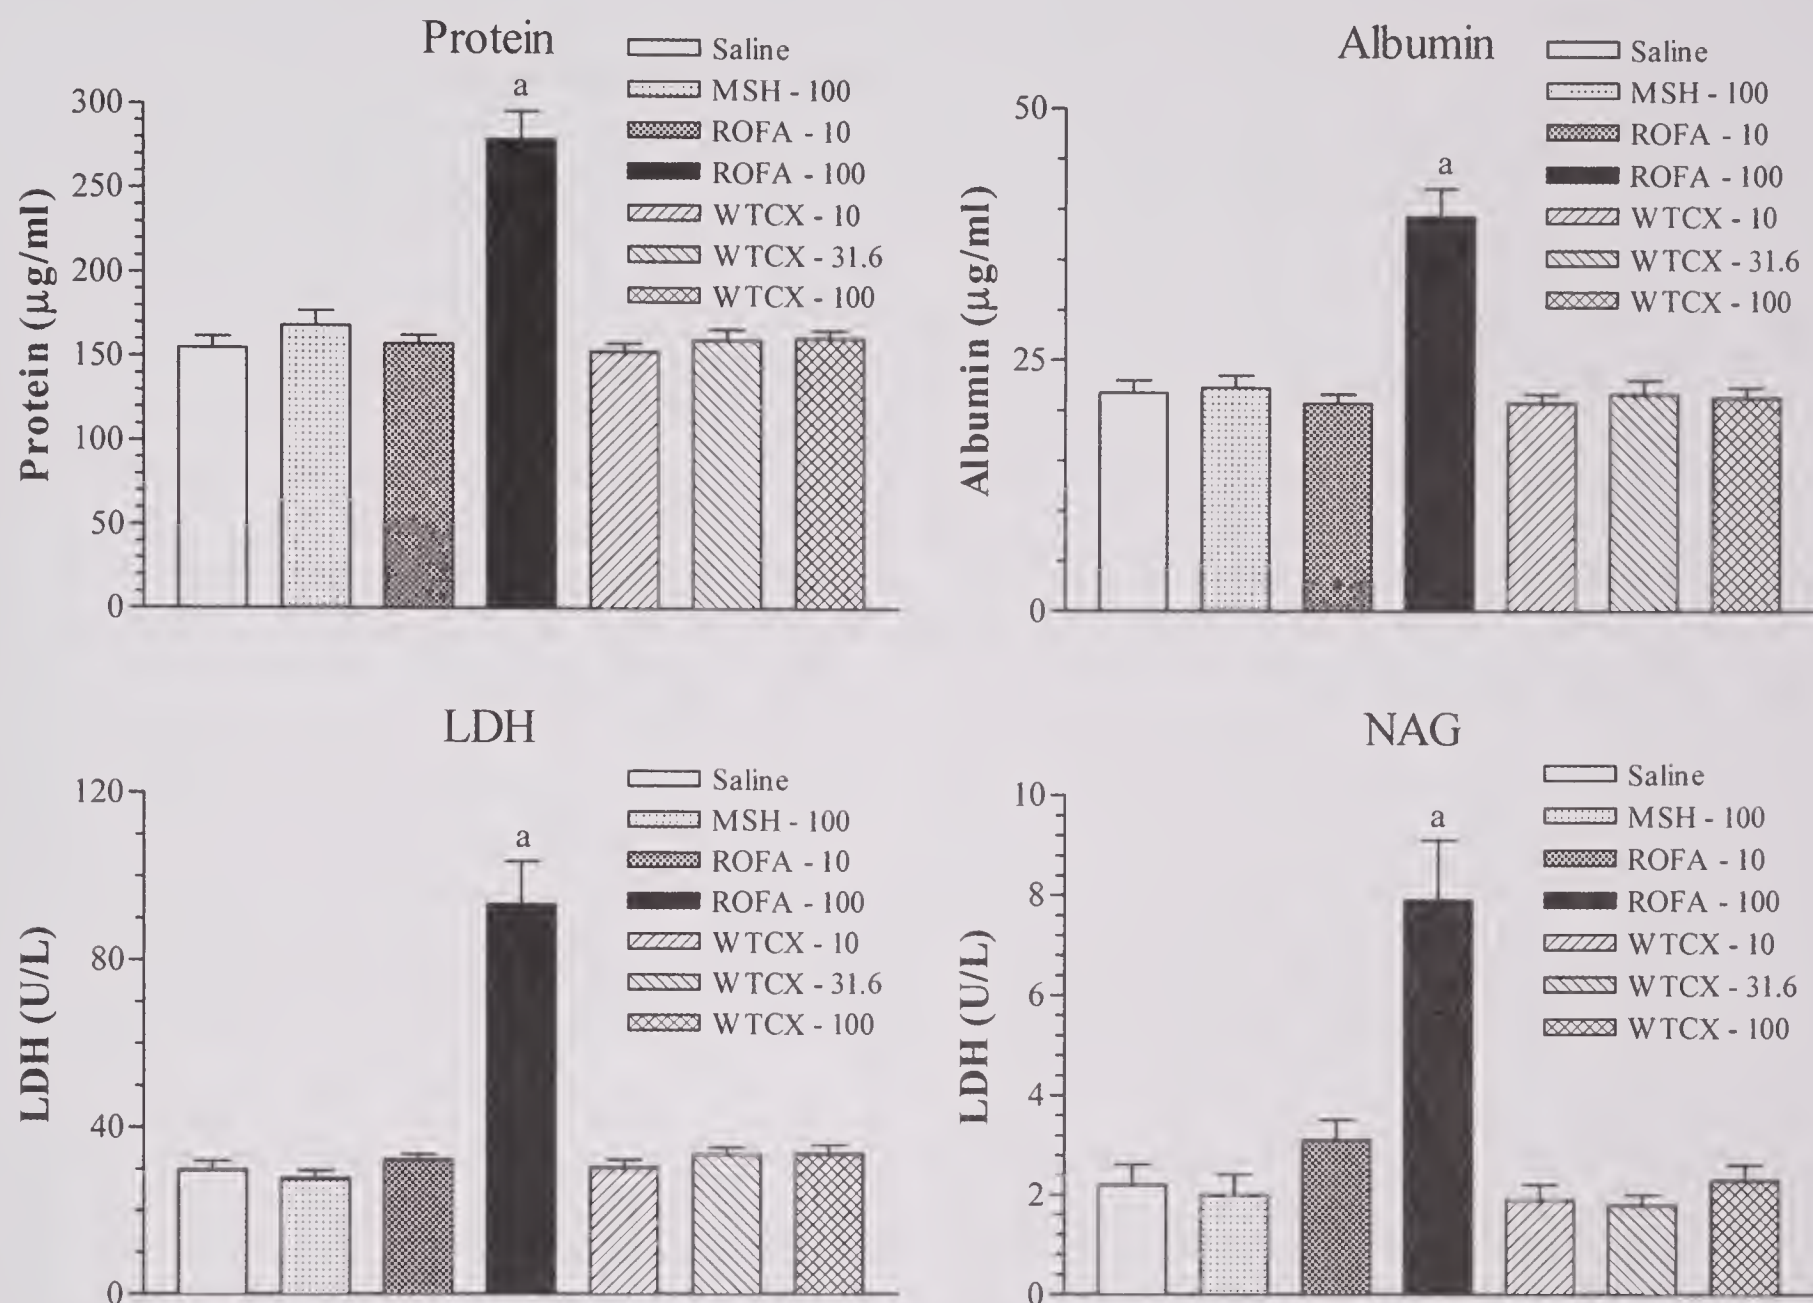 Protein
Saline
MSH - 100
ROFA - 10
ROFA - 100
WTCX - 10
WTCX - 31.6
WTCX - 100
a
300
250
200
150
100
50
0
Protein (µg/ml)
Albumin
Saline
MSH - 100
ROFA - 10
ROFA - 100
WTCX - 10
WTCX - 31.6
WTCX - 100
a
50
25
0
Albumin (µg/ml)
LDH
Saline
MSH - 100
ROFA - 10
ROFA - 100
WTCX - 10
WTCX - 31.6
WTCX - 100
a
120
80
40
0
LDH (U/L)
NAG
Saline
MSH - 100
ROFA - 10
ROFA - 100
WTCX - 10
WTCX - 31.6
WTCX - 100
a
10
8
6
4
2
0
LDH (U/L)